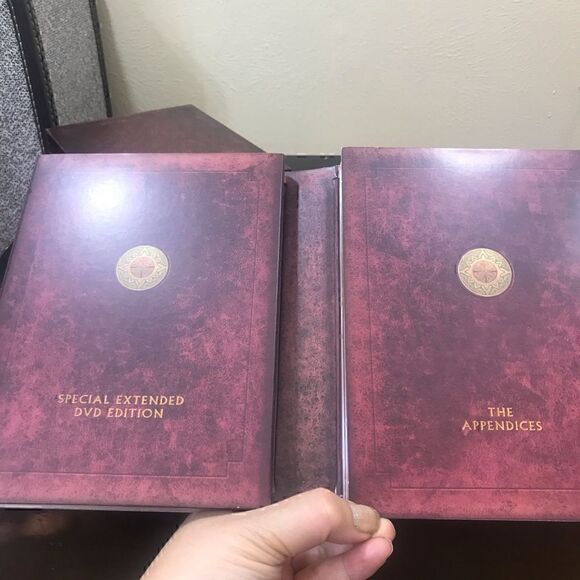 SPECIAL EXTENDED
DVD EDITION
THE
APPENDICES